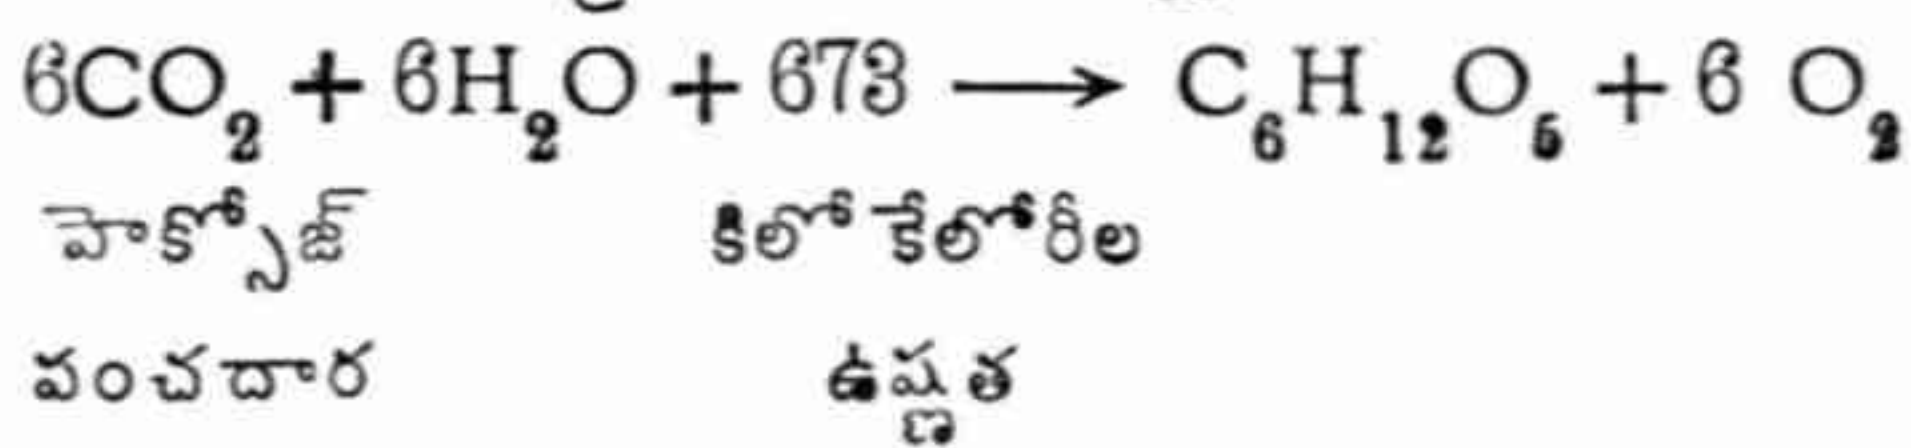 6CO₂ + 6H₂O + 673 ⟶ C₆H₁₂O₅ + 6 O₂
హెక్సోజ్ కిలో కేలోరీల
పంచదార ఉష్ణత